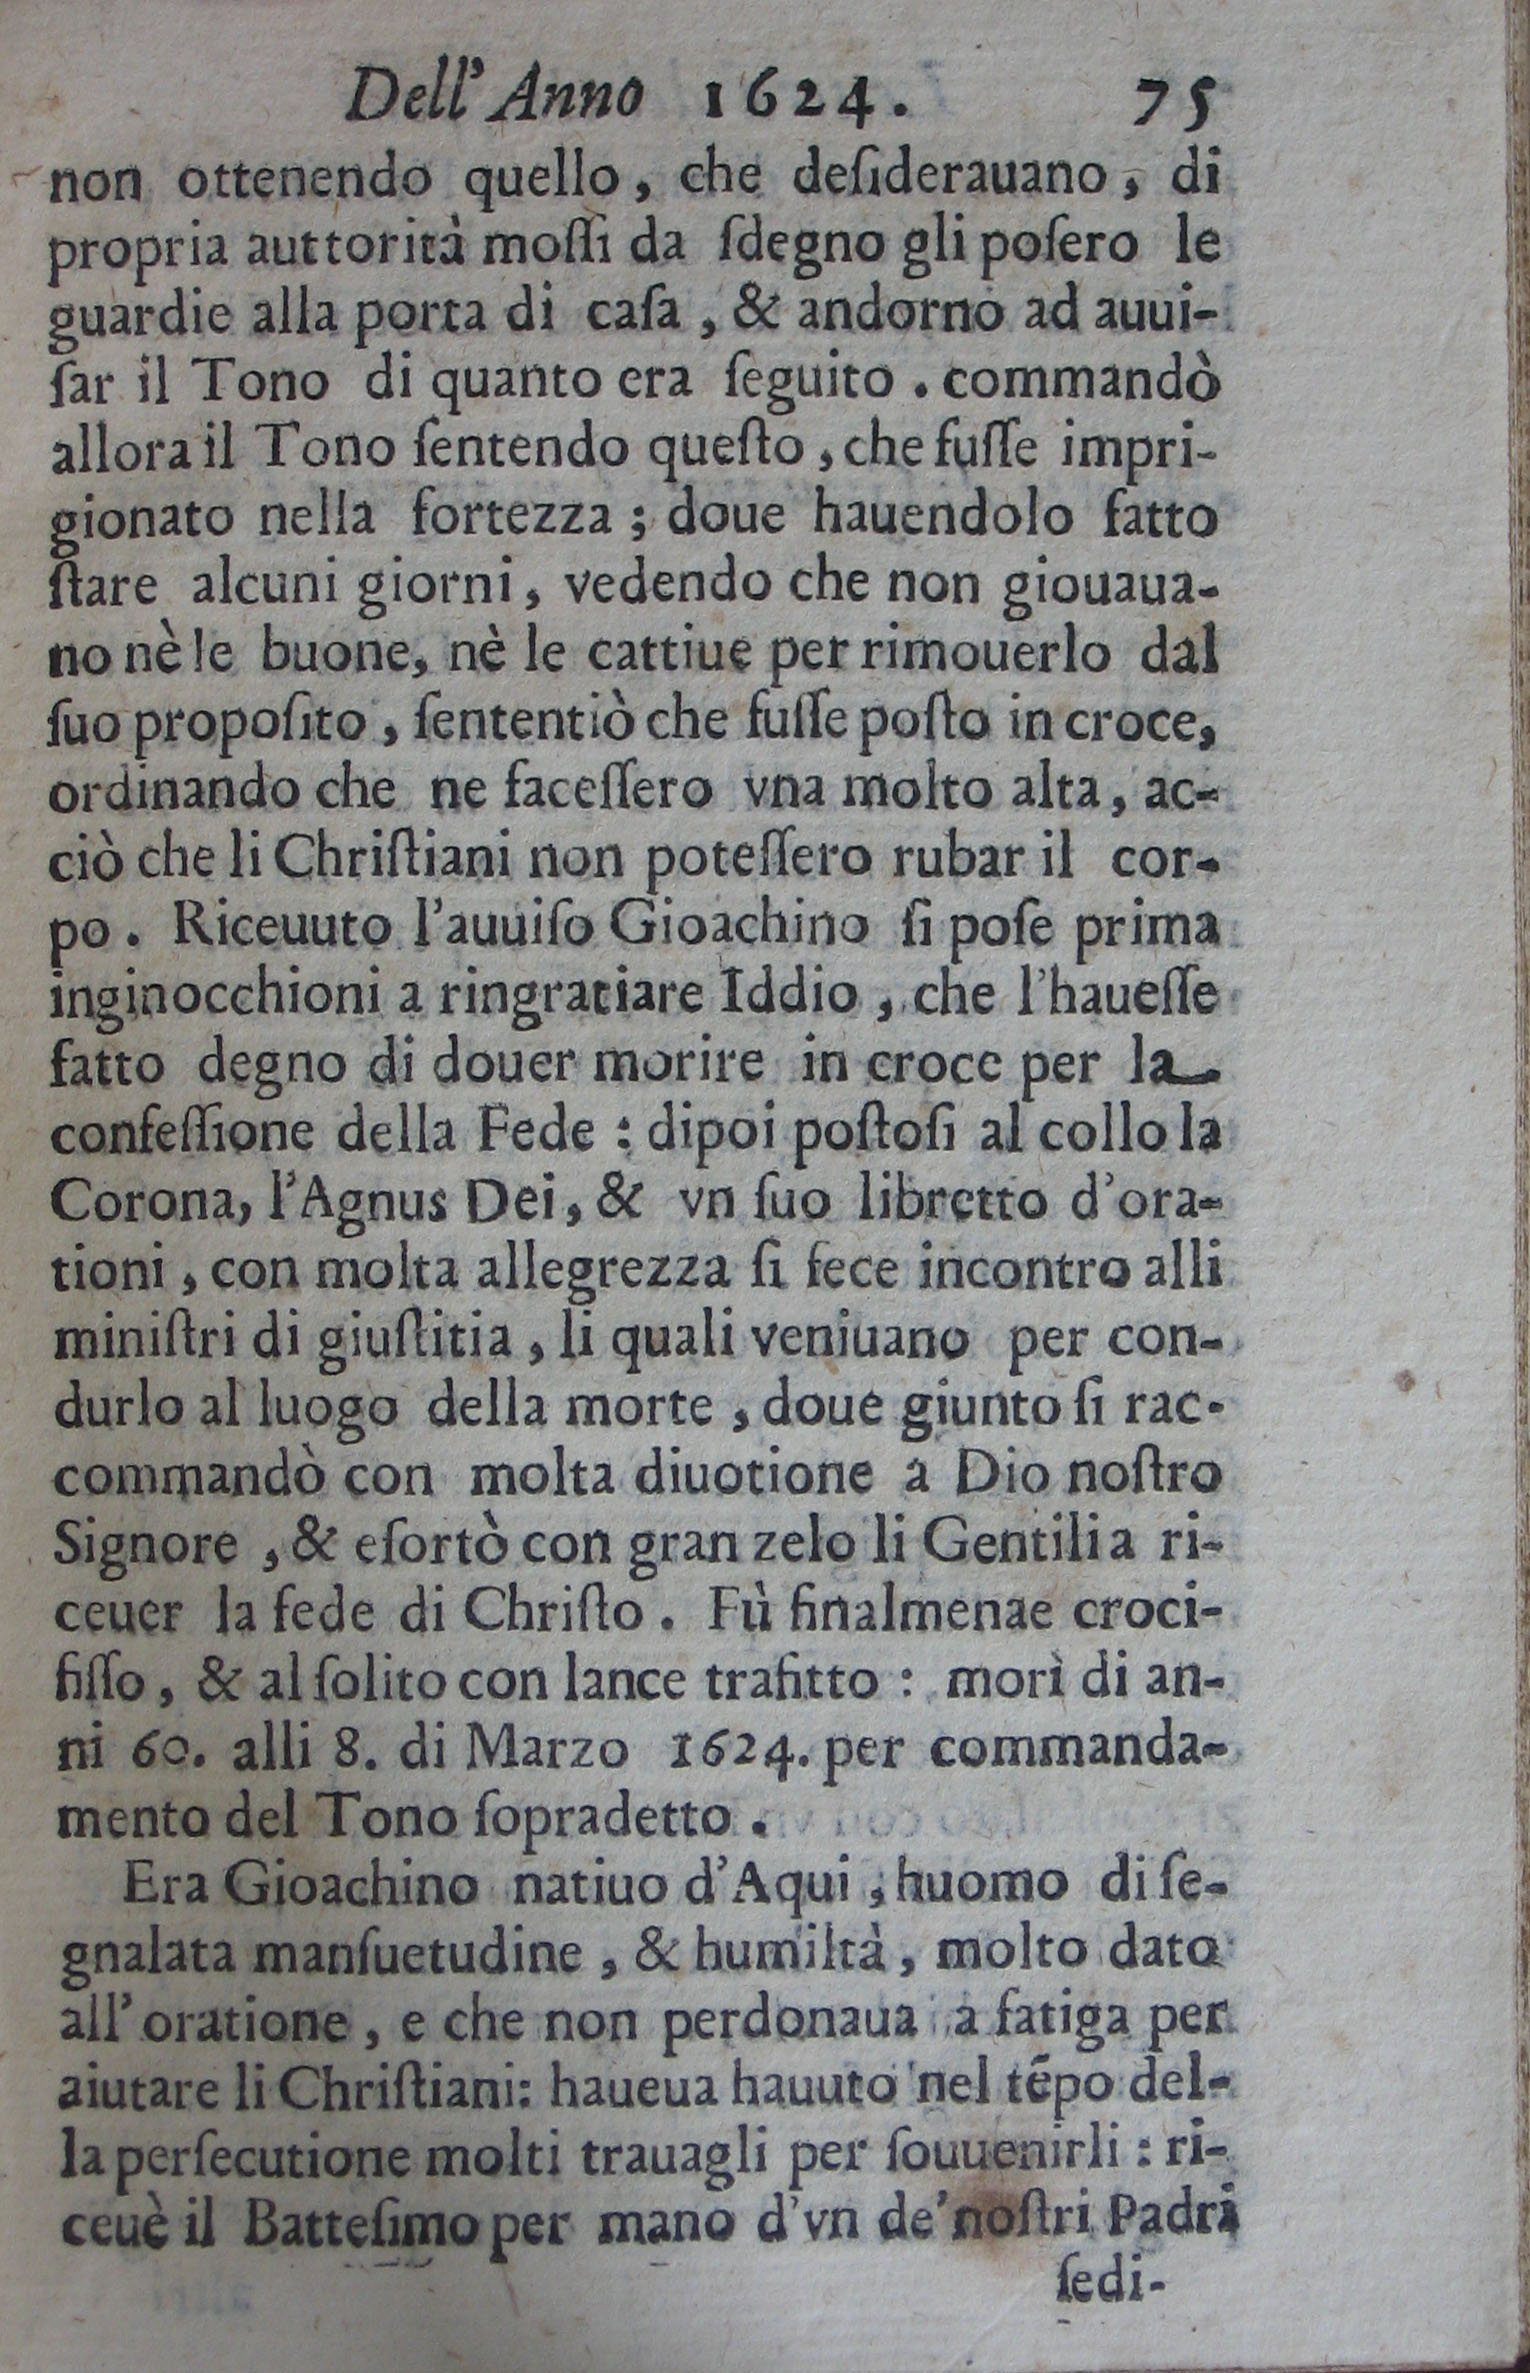 Dell'Anno 1624. 75
non ottenendo quello, che deſiderauano, di
propria auttorità moſſi da ſdegno gli poſero le
guardie alla porta di caſa, & andorno ad auui-
ſar il Tono di quanto era ſeguito. commandò
allora il Tono ſentendo queſto, che fuſſe impri-
gionato nella fortezza; doue hauendolo fatto
ſtare alcuni giorni, vedendo che non giouaua-
no nè le buone, nè le cattiue per rimouerlo dal
ſuo propoſito, ſententiò che fuſſe poſto in croce,
ordinando che ne faceſſero vna molto alta, ac-
ciò che li Chriſtiani non poteſſero rubar il cor-
po. Riceuuto l'auuiſo Gioachino ſi poſe prima
inginocchioni a ringratiare Iddio, che l'haueſſe
fatto degno di douer morire in croce per la
confeſſione della Fede: dipoi poſtoſi al collo la
Corona, l'Agnus Dei, & vn ſuo libretto d'ora-
tioni, con molta allegrezza ſi fece incontro alli
miniſtri di giuſtitia, li quali veniuano per con-
durlo al luogo della morte, doue giunto ſi rac-
commandò con molta diuotione a Dio noſtro
Signore, & eſortò con gran zelo li Gentili a ri-
ceuer la fede di Chriſto. Fù finalmenae croci-
fiſſo, & al ſolito con lance trafitto: morì di an-
ni 60. alli 8. di Marzo 1624. per commanda-
mento del Tono ſopradetto.
Era Gioachino natiuo d'Aqui, huomo di ſe-
gnalata manſuetudine, & humiltà, molto dato
all'oratione, e che non perdonaua a fatiga per
aiutare li Chriſtiani: haueua hauuto nel tẽpo del-
la perſecutione molti trauagli per ſouuenirli: ri-
ceuè il Batteſimo per mano d'vn de'noſtri Padri
ſedi-